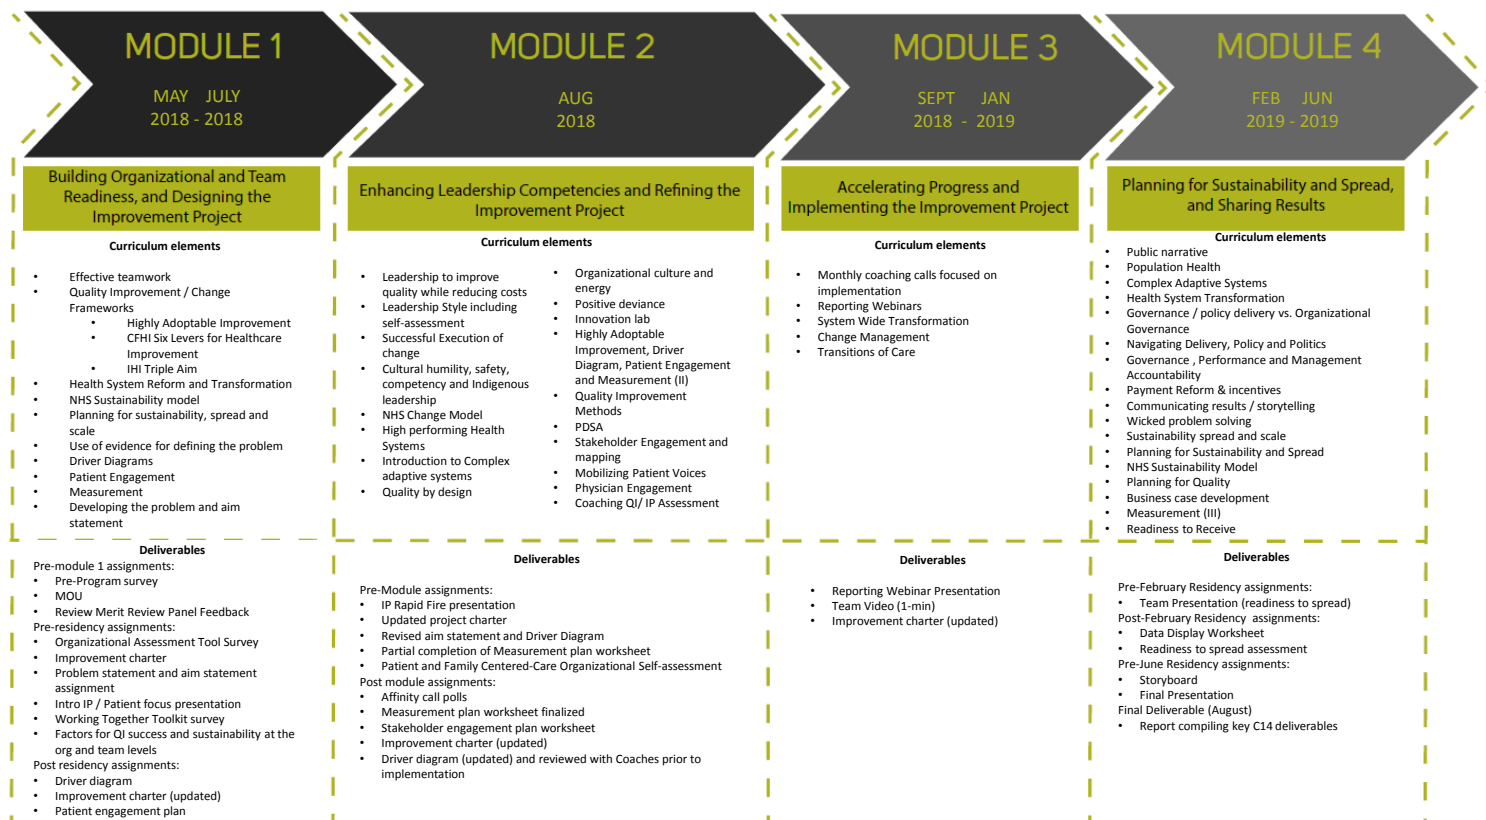 MODULE 1
MAY JULY
2018 - 2018
Building Organizational and Team
Readiness, and Designing the
Improvement Project
Curriculum elements
• Effective teamwork
• Quality Improvement / Change
Frameworks
• Highly Adoptable Improvement
• CFHI Six Levers for Healthcare
Improvement
• IHI Triple Aim
• Health System Reform and Transformation
• NHS Sustainability model
• Planning for sustainability, spread and
scale
• Use of evidence for defining the problem
• Driver Diagrams
• Patient Engagement
• Measurement
• Developing the problem and aim
statement
Deliverables
Pre-module 1 assignments:
• Pre-Program survey
• MOU
• Review Merit Review Panel Feedback
Pre-residency assignments:
• Organizational Assessment Tool Survey
• Improvement charter
• Problem statement and aim statement
assignment
• Intro IP / Patient focus presentation
• Working Together Toolkit survey
• Factors for QI success and sustainability at the
org and team levels
Post residency assignments:
• Driver diagram
• Improvement charter (updated)
• Patient engagement plan
MODULE 2
AUG
2018
Enhancing Leadership Competencies and Refining the
Improvement Project
Curriculum elements
• Leadership to improve
quality while reducing costs
• Leadership Style including
self-assessment
• Successful Execution of
change
• Cultural humility, safety,
competency and Indigenous
leadership
• NHS Change Model
• High performing Health
Systems
• Introduction to Complex
adaptive systems
• Quality by design
• Organizational culture and
energy
• Positive deviance
• Innovation lab
• Highly Adoptable
Improvement, Driver
Diagram, Patient Engagement
and Measurement (II)
• Quality Improvement
Methods
• PDSA
• Stakeholder Engagement and
mapping
• Mobilizing Patient Voices
• Physician Engagement
• Coaching QI/ IP Assessment
Deliverables
Pre-Module assignments:
• IP Rapid Fire presentation
• Updated project charter
• Revised aim statement and Driver Diagram
• Partial completion of Measurement plan worksheet
• Patient and Family Centered-Care Organizational Self-assessment
Post module assignments:
• Affinity call polls
• Measurement plan worksheet finalized
• Stakeholder engagement plan worksheet
• Improvement charter (updated)
• Driver diagram (updated) and reviewed with Coaches prior to
implementation
MODULE 3
SEPT JAN
2018 - 2019
Accelerating Progress and
Implementing the Improvement Project
Curriculum elements
• Monthly coaching calls focused on
implementation
• Reporting Webinars
• System Wide Transformation
• Change Management
• Transitions of Care
Deliverables
• Reporting Webinar Presentation
• Team Video (1-min)
• Improvement charter (updated)
MODULE 4
FEB JUN
2019 - 2019
Planning for Sustainability and Spread,
and Sharing Results
Curriculum elements
• Public narrative
• Population Health
• Complex Adaptive Systems
• Health System Transformation
• Governance / policy delivery vs. Organizational
Governance
• Navigating Delivery, Policy and Politics
• Governance , Performance and Management
Accountability
• Payment Reform & incentives
• Communicating results / storytelling
• Wicked problem solving
• Sustainability spread and scale
• Planning for Sustainability and Spread
• NHS Sustainability Model
• Planning for Quality
• Business case development
• Measurement (III)
• Readiness to Receive
Deliverables
Pre-February Residency assignments:
• Team Presentation (readiness to spread)
Post-February Residency assignments:
• Data Display Worksheet
• Readiness to spread assessment
Pre-June Residency assignments:
• Storyboard
• Final Presentation
Final Deliverable (August)
• Report compiling key C14 deliverables